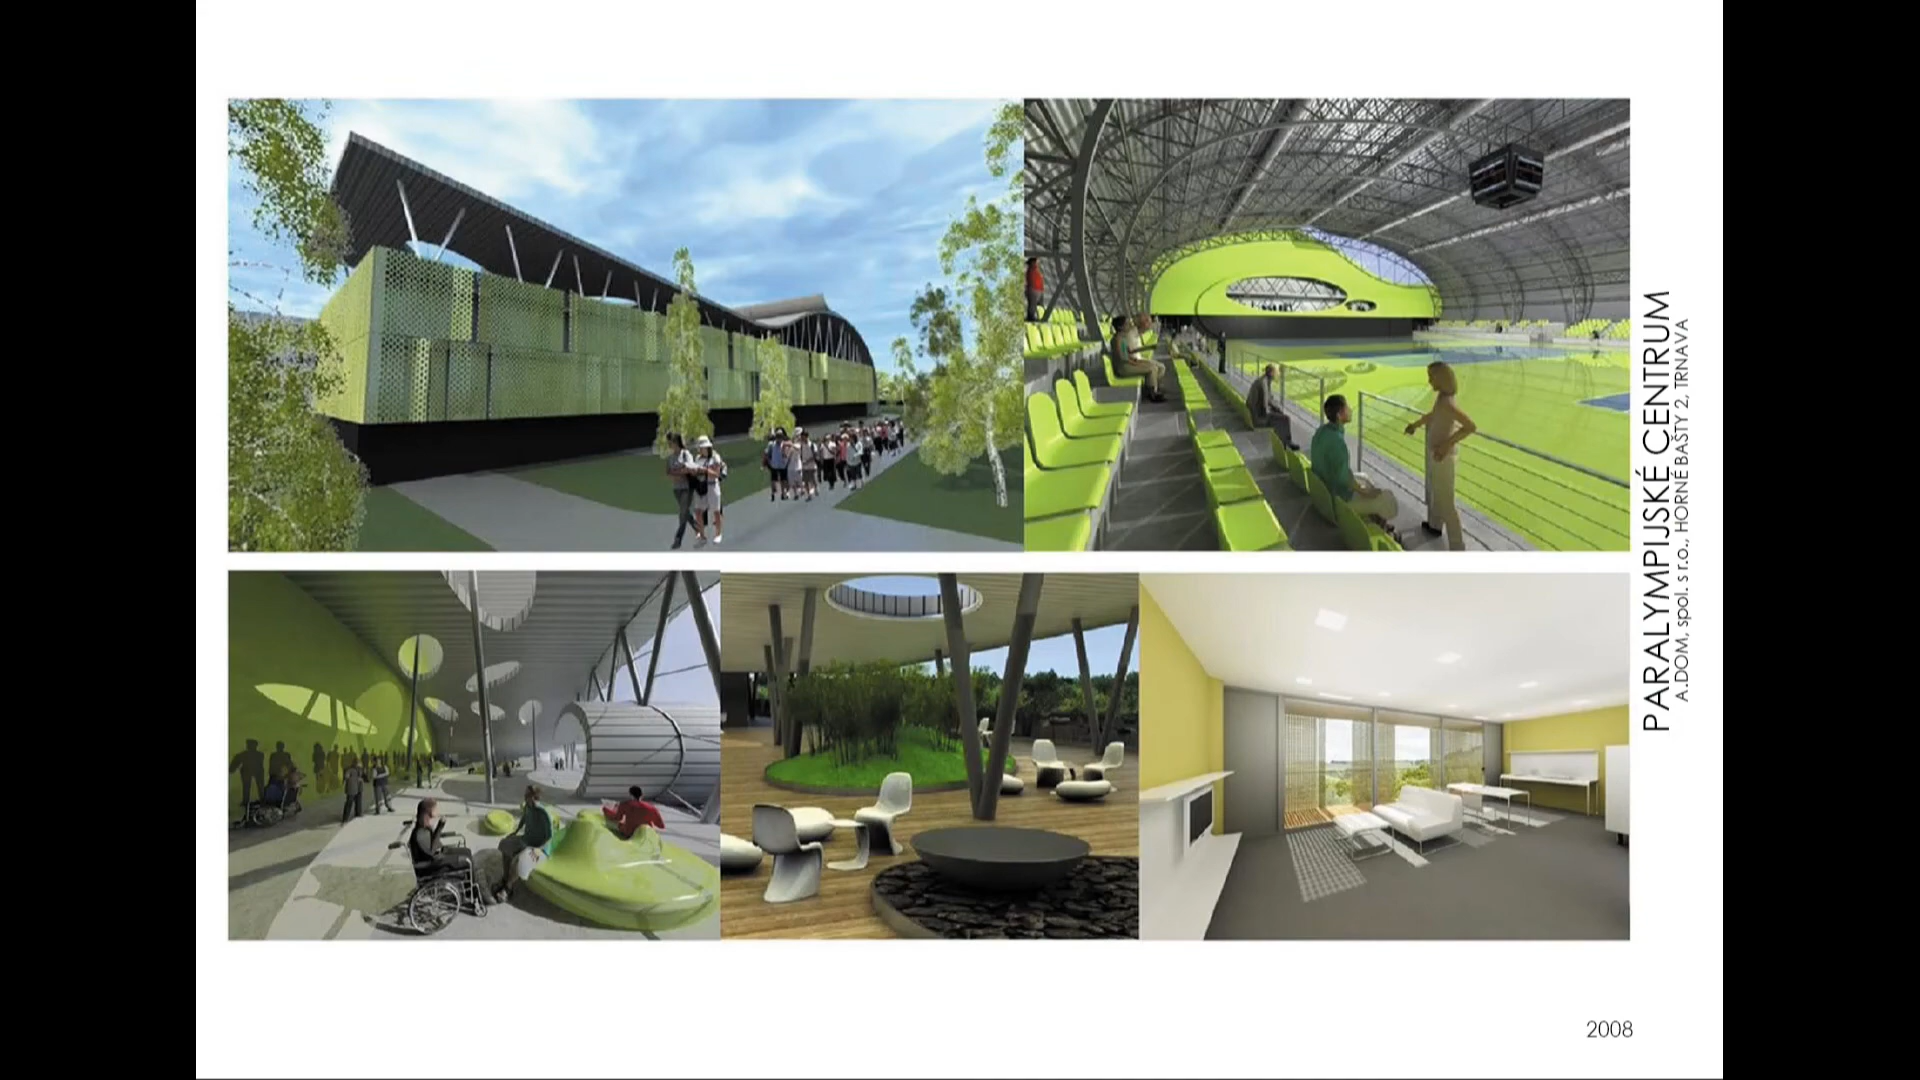 PARALYMPIJSKÉ CENTRUM
A.DOM, spol. s r.o., HORNÉ BAŠTY 2, TRNAVA
2008